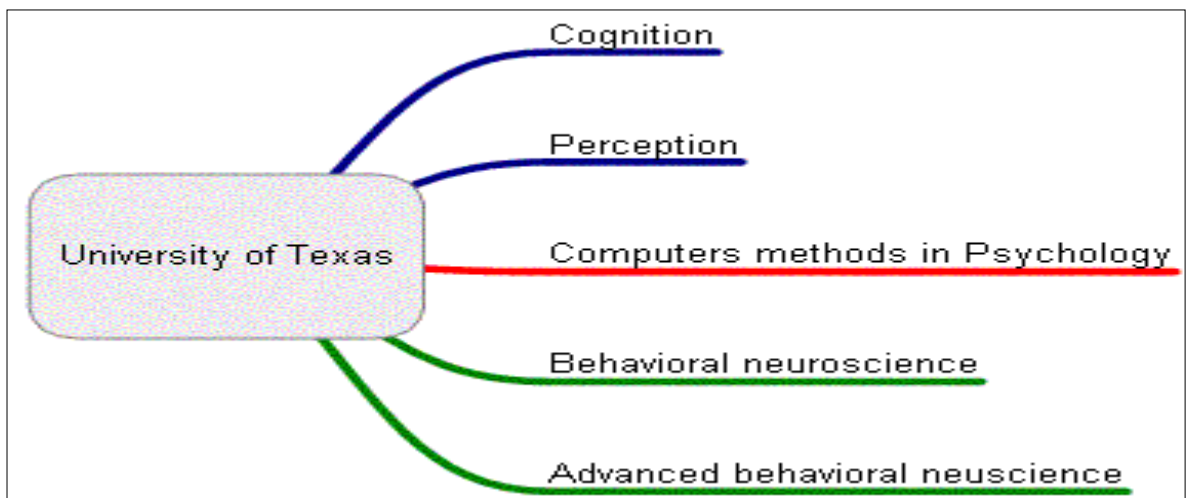 Cognition
Perception
University of Texas
Computers methods in Psychology
Behavioral neuroscience
Advanced behavioral neuscience